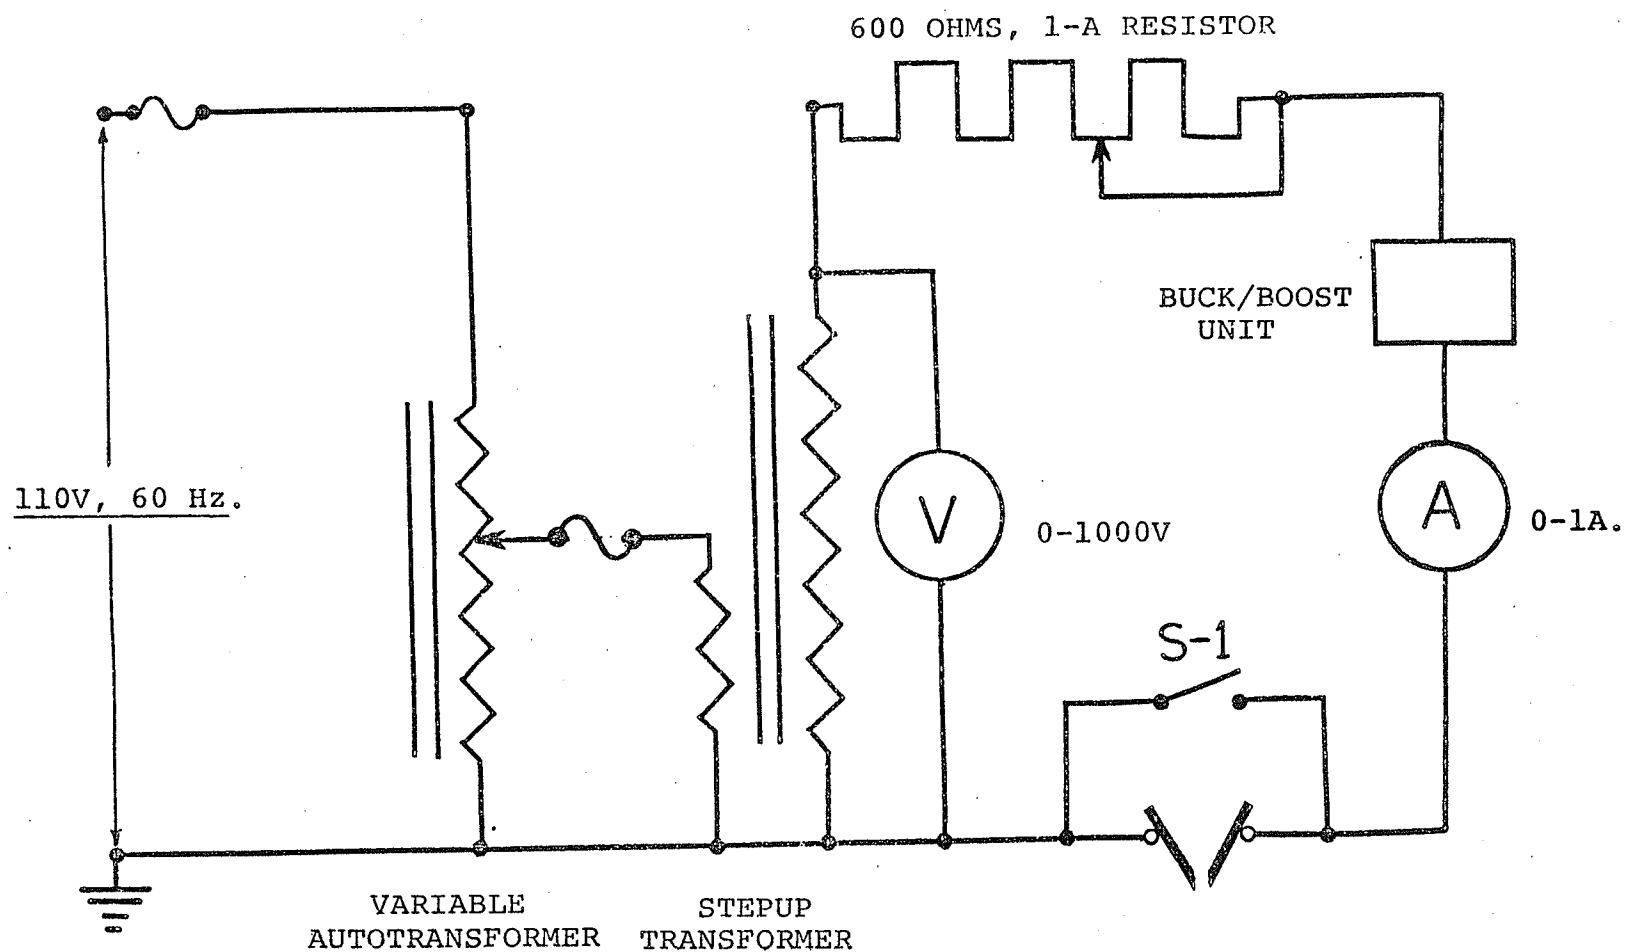 600 OHMS, 1-A RESISTOR
BUCK/BOOST
UNIT
110V, 60 Hz.
V
0-1000V
A
0-1A.
S-1
VARIABLE
AUTOTRANSFORMER
STEPUP
TRANSFORMER